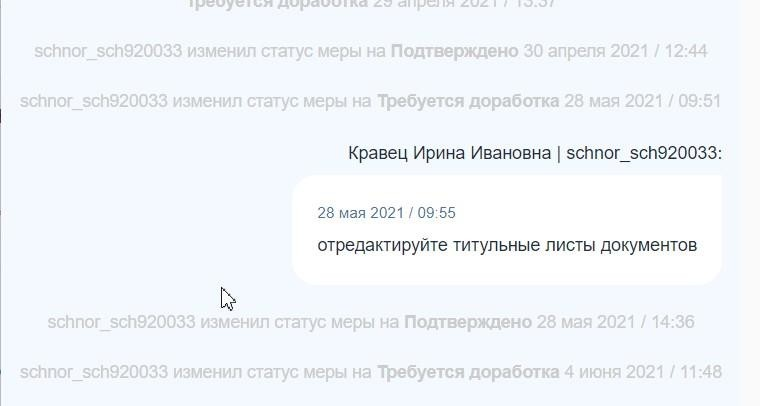 Требуется доработка 29 апреля 2021 / 13:37
schnor_sch920033 изменил статус меры на Подтверждено 30 апреля 2021 / 12:44
schnor_sch920033 изменил статус меры на Требуется доработка 28 мая 2021 / 09:51
Кравец Ирина Ивановна | schnor_sch920033:
28 мая 2021 / 09:55
отредактируйте титульные листы документов
schnor_sch920033 изменил статус меры на Подтверждено 28 мая 2021 / 14:36
schnor_sch920033 изменил статус меры на Требуется доработка 4 июня 2021 / 11:48